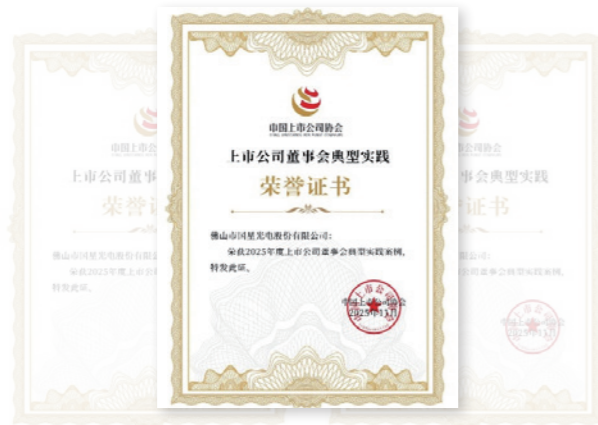 中国上市公司协会
上市公司董事会典型实践
荣誉证书
佛山市国星光电股份有限公司:
荣获2025年度上市公司董事会典型实践案例,
特发此证。
中国上市公司协会
2025年11月